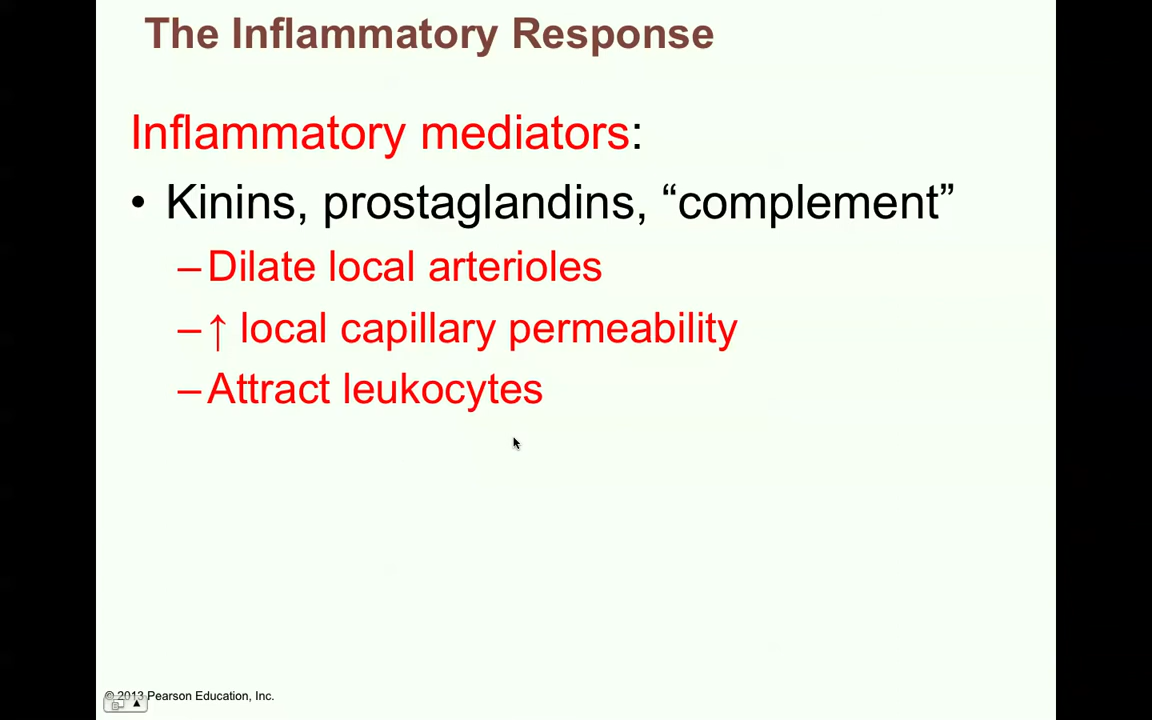 The Inflammatory Response
Inflammatory mediators:
• Kinins, prostaglandins, “complement”
–Dilate local arterioles
–↑ local capillary permeability
–Attract leukocytes
© 2013 Pearson Education, Inc.